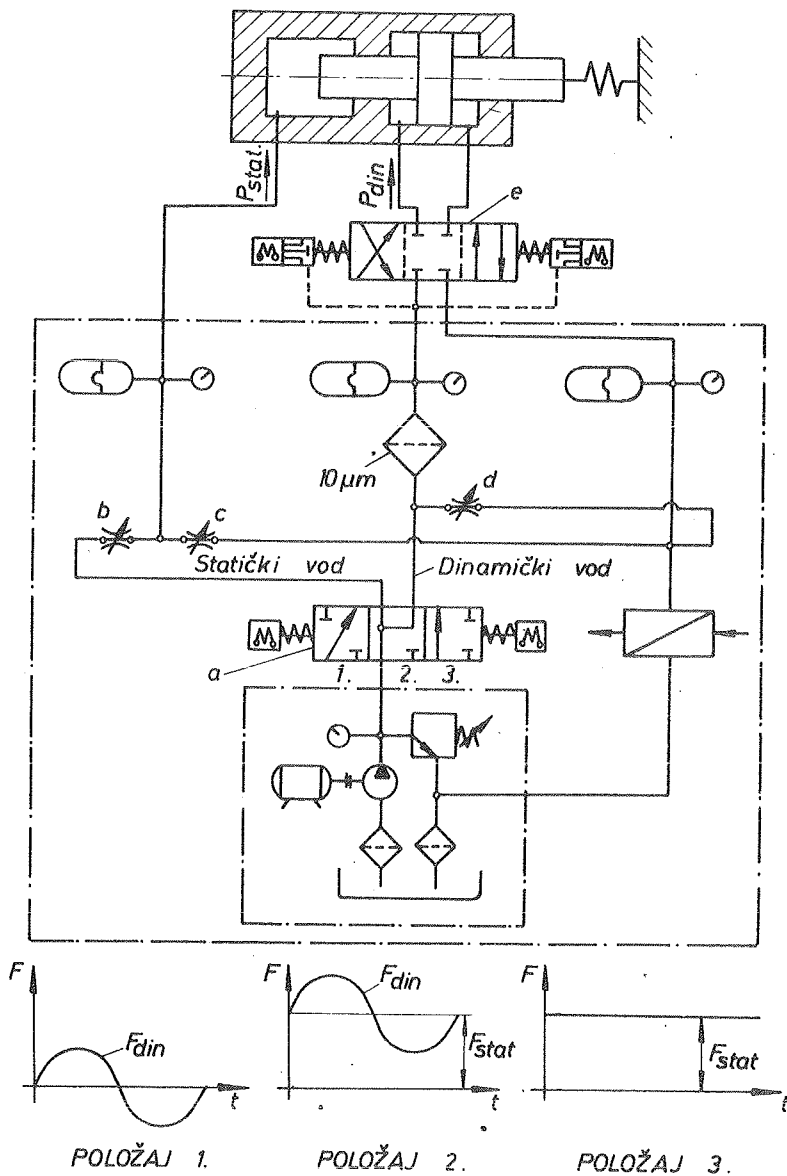 Pstat.
Pdin
e
10 µm
d
b
c
Statički vod
Dinamički vod
a
1. 2. 3.
F
Fdin
t
POLOŽAJ 1.
F
Fdin
Fstat
t
POLOŽAJ 2.
F
Fstat
t
POLOŽAJ 3.